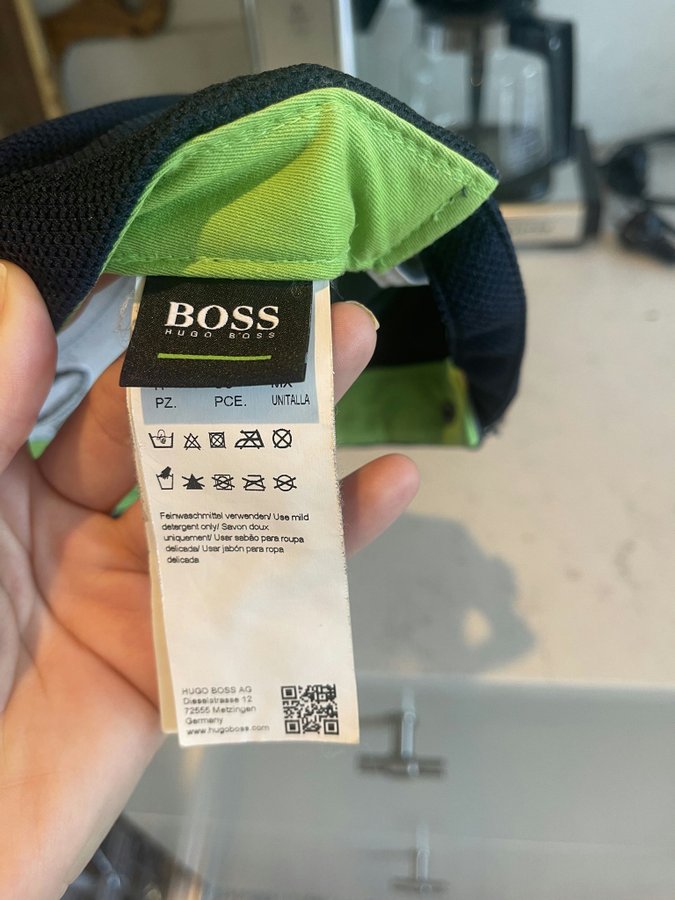 BOSS
HUGO BOSS
PZ. PCE. UNITALLA
Feinwaschmittel verwenden/ Use mild
detergent only/ Savon doux
uniquement/ Usar sabão para roupa
delicada/ Usar jabón para ropa
delicada
HUGO BOSS AG
Dieselstrasse 12
72555 Metzingen
Germany
www.hugoboss.com